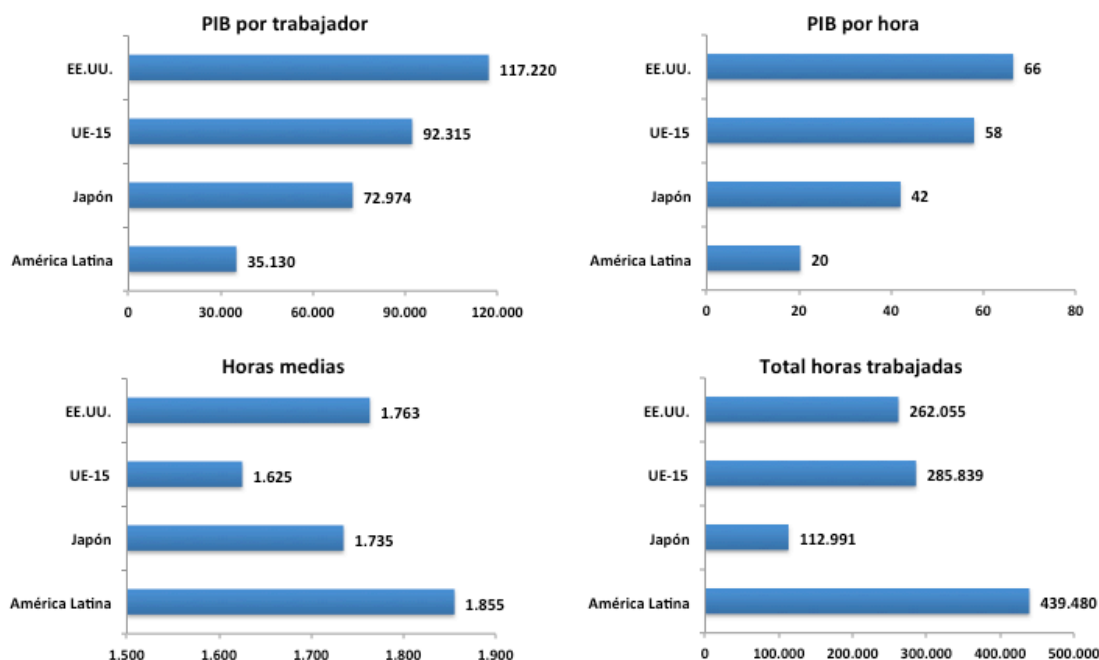 PIB por trabajador
EE.UU. 117.220
UE-15 92.315
Japón 72.974
América Latina 35.130
0 30.000 60.000 90.000 120.000
PIB por hora
EE.UU. 66
UE-15 58
Japón 42
América Latina 20
0 20 40 60 80
Horas medias
EE.UU. 1.763
UE-15 1.625
Japón 1.735
América Latina 1.855
1.500 1.600 1.700 1.800 1.900
Total horas trabajadas
EE.UU. 262.055
UE-15 285.839
Japón 112.991
América Latina 439.480
0 100.000 200.000 300.000 400.000 500.000